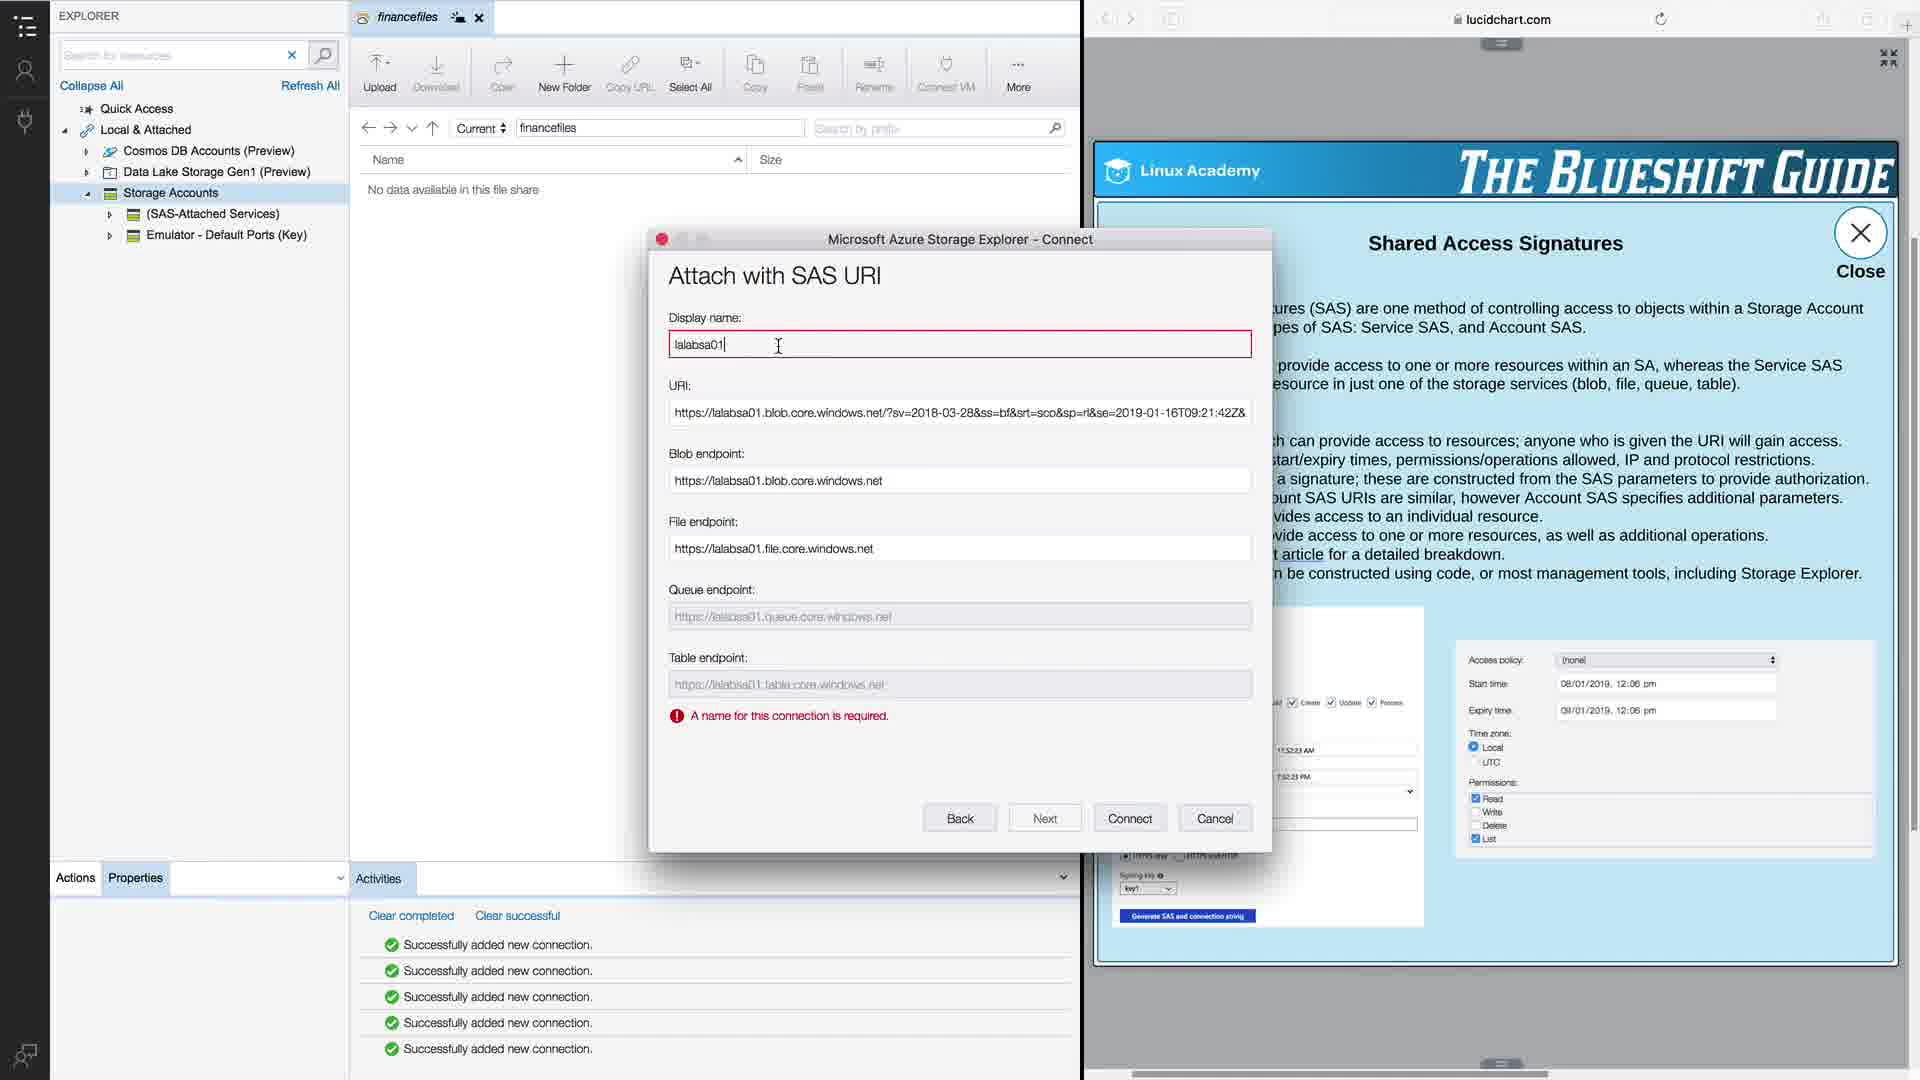 EXPLORER
Search for resources
Collapse All
Refresh All
Quick Access
Local & Attached
Cosmos DB Accounts (Preview)
Data Lake Storage Gen1 (Preview)
Storage Accounts
(SAS-Attached Services)
Emulator - Default Ports (Key)
Actions
Properties
financefiles
Upload
Download
Open
New Folder
Copy URL
Select All
Copy
Paste
Rename
Connect VM
More
Current
financefiles
Search by prefix
Name
Size
No data available in this file share
Microsoft Azure Storage Explorer - Connect
Attach with SAS URI
Display name:
lalabsa01
URI:
https://lalabsa01.blob.core.windows.net/?sv=2018-03-28&ss=bf&srt=sco&sp=rl&se=2019-01-16T09:21:42Z&
Blob endpoint:
https://lalabsa01.blob.core.windows.net
File endpoint:
https://lalabsa01.file.core.windows.net
Queue endpoint:
https://lalabsa01.queue.core.windows.net
Table endpoint:
https://lalabsa01.table.core.windows.net
A name for this connection is required.
Back
Next
Connect
Cancel
Activities
Clear completed
Clear successful
Successfully added new connection.
Successfully added new connection.
Successfully added new connection.
Successfully added new connection.
Successfully added new connection.
lucidchart.com
Linux Academy
THE BLUESHIFT GUIDE
Shared Access Signatures
Close
ures (SAS) are one method of controlling access to objects within a Storage Account
pes of SAS: Service SAS, and Account SAS.
provide access to one or more resources within an SA, whereas the Service SAS
esource in just one of the storage services (blob, file, queue, table).
ch can provide access to resources; anyone who is given the URI will gain access.
start/expiry times, permissions/operations allowed, IP and protocol restrictions.
a signature; these are constructed from the SAS parameters to provide authorization.
ount SAS URIs are similar, however Account SAS specifies additional parameters.
vides access to an individual resource.
vide access to one or more resources, as well as additional operations.
t article for a detailed breakdown.
n be constructed using code, or most management tools, including Storage Explorer.
Create
Update
Process
11:52:23 AM
7:52:23 PM
Signing key
key1
Generate SAS and connection string
Access policy:
(none)
Start time:
08/01/2019, 12:06 pm
Expiry time:
09/01/2019, 12:06 pm
Time zone:
Local
UTC
Permissions:
Read
Write
Delete
List